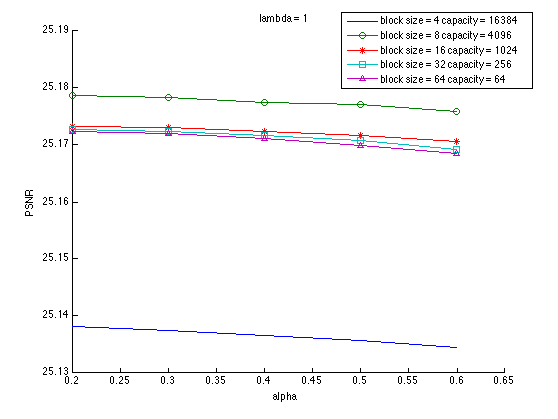 lambda = 1
block size = 4 capacity = 16384
block size = 8 capacity = 4096
block size = 16 capacity = 1024
block size = 32 capacity = 256
block size = 64 capacity = 64
25.19
25.18
25.17
25.16
25.15
25.14
25.13
PSNR
0.2 0.25 0.3 0.35 0.4 0.45 0.5 0.55 0.6 0.65
alpha